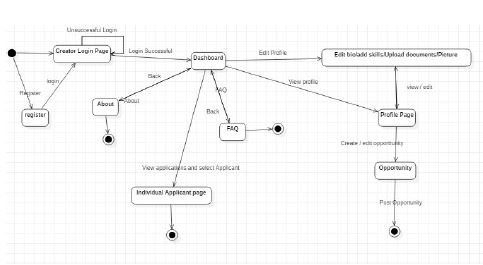 Unsuccessful Login
Creator Login Page
Login Successful
Dashboard
Edit Profile
Edit bio/add skills/Upload documents/Picture
login
Register
register
Back
About
About
FAQ
Back
FAQ
View profile
view / edit
Profile Page
Create / edit opportunity
Opportunity
View applications and select Applicant
Individual Applicant page
Post Opportunity